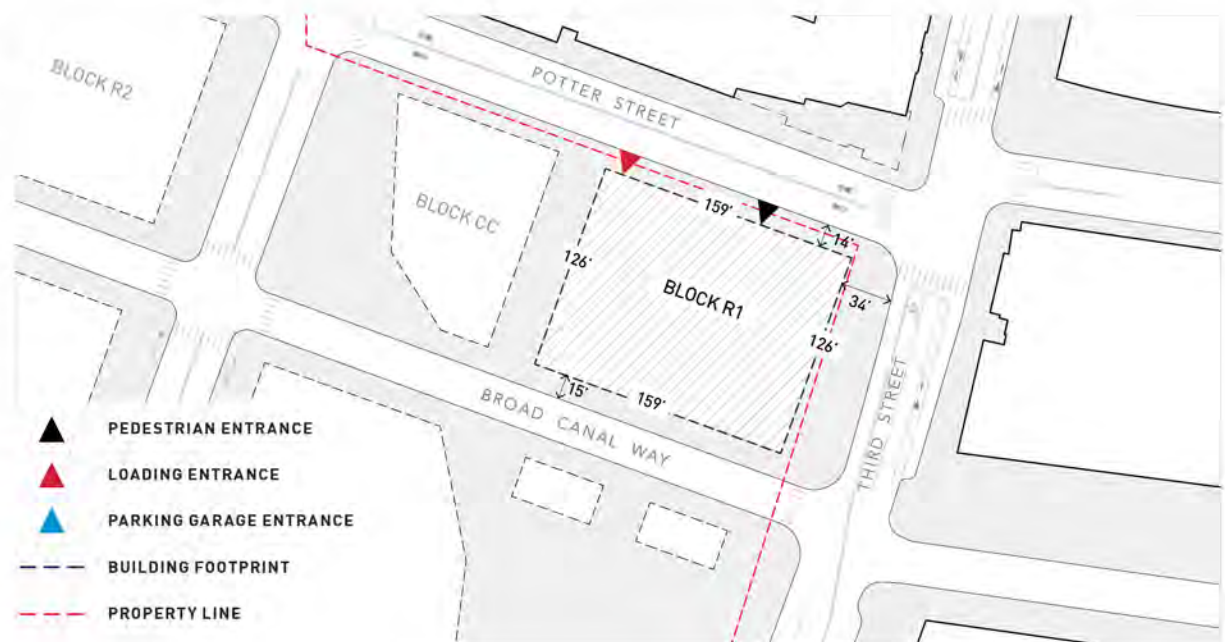 BLOCK R2
POTTER STREET
BLOCK CC
159'
14'
126'
BLOCK R1
34'
126'
15'
159'
BROAD CANAL WAY
THIRD STREET
PEDESTRIAN ENTRANCE
LOADING ENTRANCE
PARKING GARAGE ENTRANCE
BUILDING FOOTPRINT
PROPERTY LINE